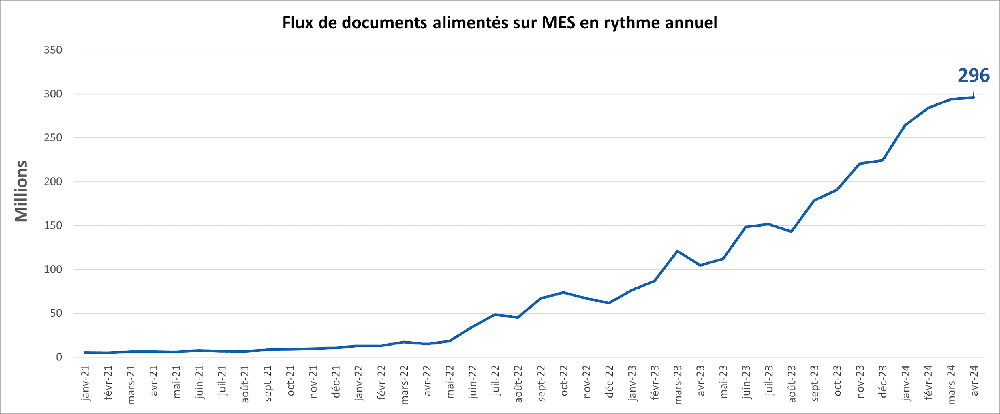 Flux de documents alimentés sur MES en rythme annuel
350
300
250
200
150
100
50
0
Millions
296
janv-21
févr-21
mars-21
avr-21
mai-21
juin-21
juil-21
août-21
sept-21
oct-21
nov-21
déc-21
janv-22
févr-22
mars-22
avr-22
mai-22
juin-22
juil-22
août-22
sept-22
oct-22
nov-22
déc-22
janv-23
févr-23
mars-23
avr-23
mai-23
juin-23
juil-23
août-23
sept-23
oct-23
nov-23
déc-23
janv-24
févr-24
mars-24
avr-24